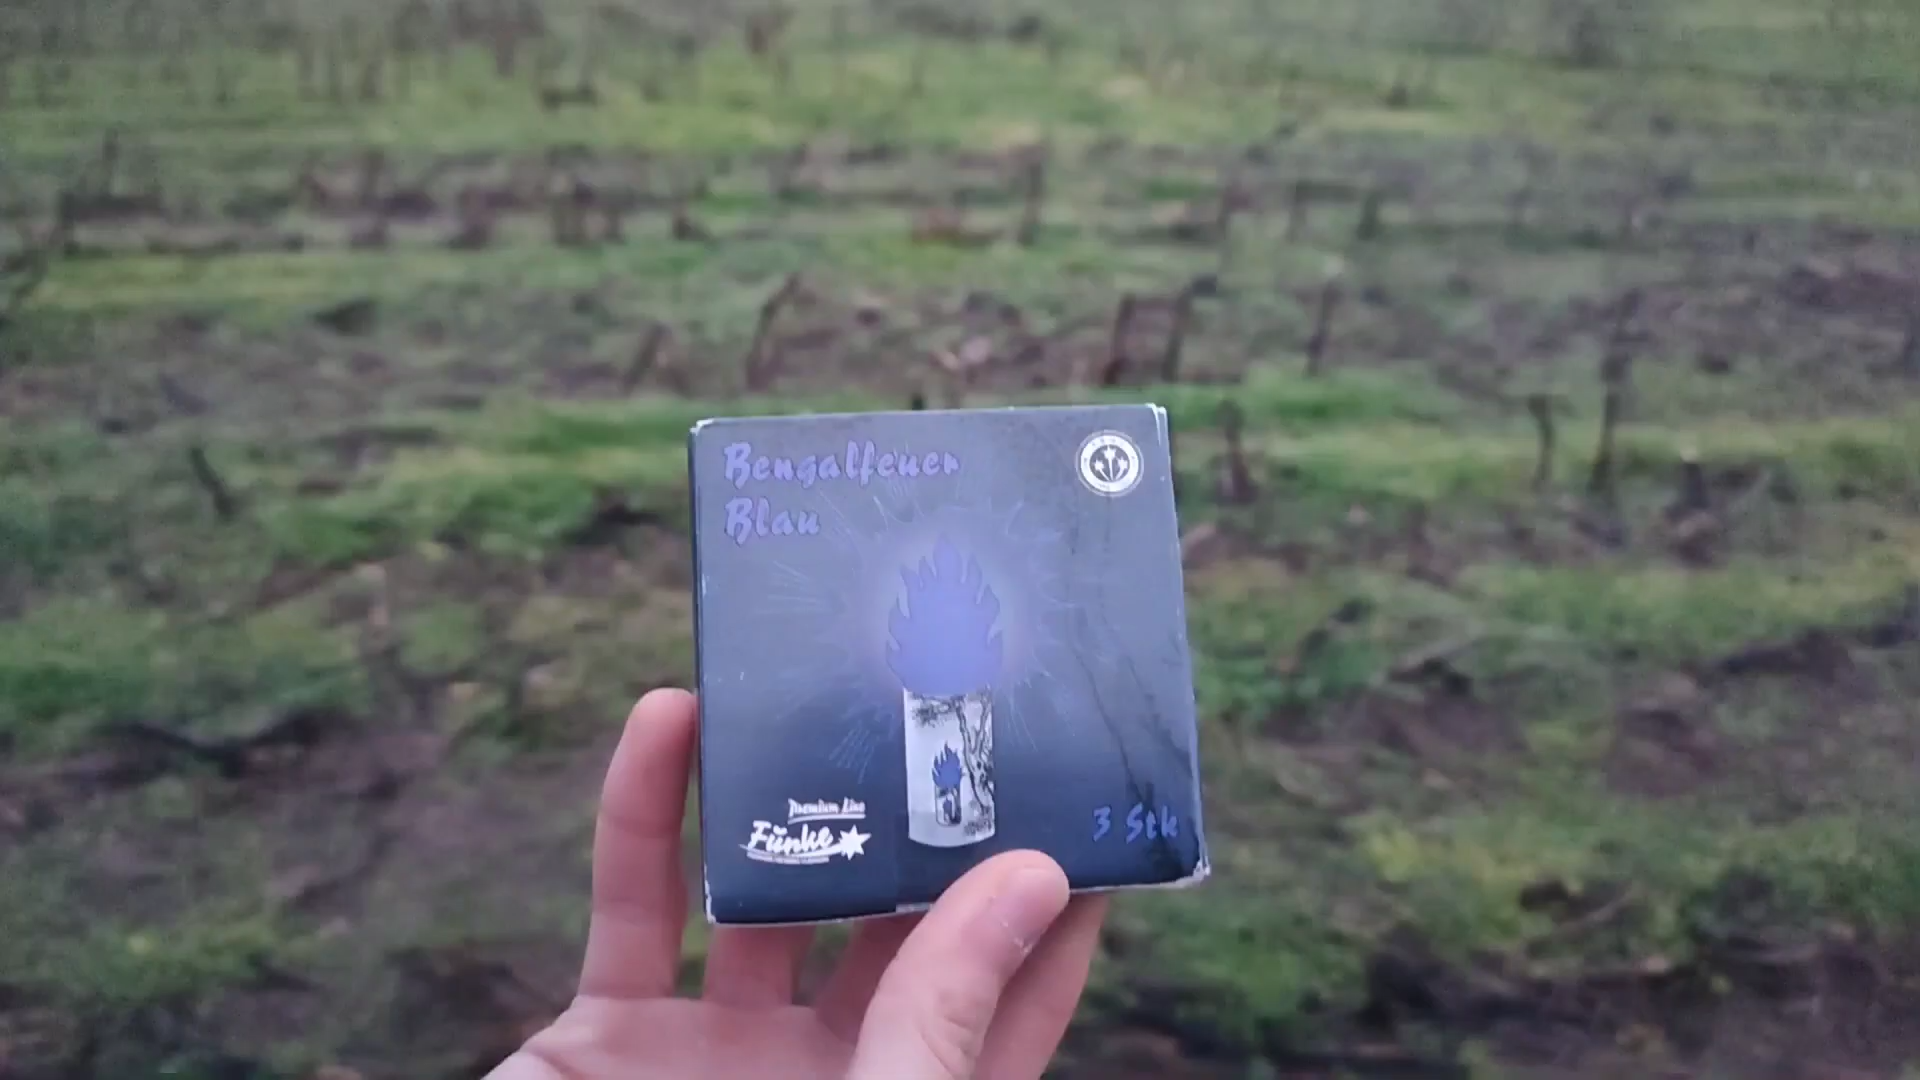 Bengalfeuer
Blau
Premium Line
Funke
3 Stk